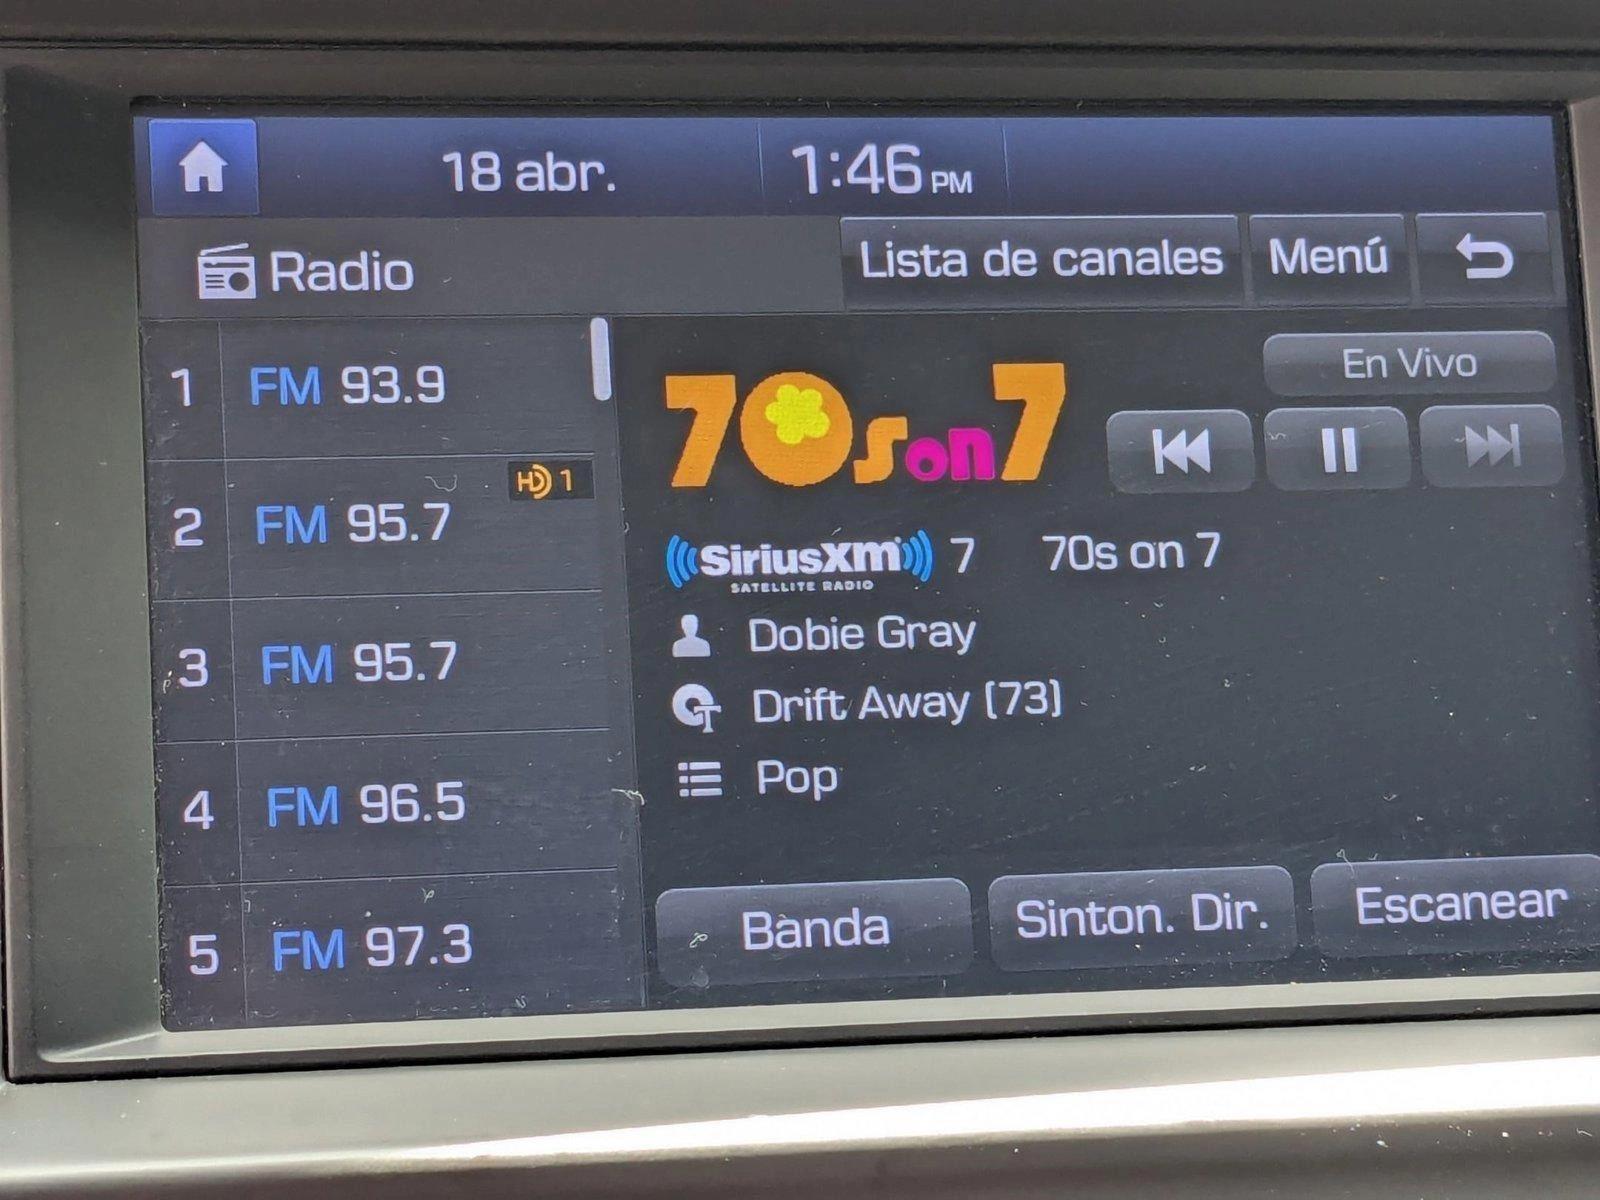 18 abr.
1:46 PM
Radio
Lista de canales
Menú
1 FM 93.9
2 FM 95.7 HD 1
3 FM 95.7
4 FM 96.5
5 FM 97.3
70s on 7
En Vivo
SiriusXm 7 70s on 7
SATELLITE RADIO
Dobie Gray
Drift Away (73)
Pop
Banda
Sinton. Dir.
Escanear